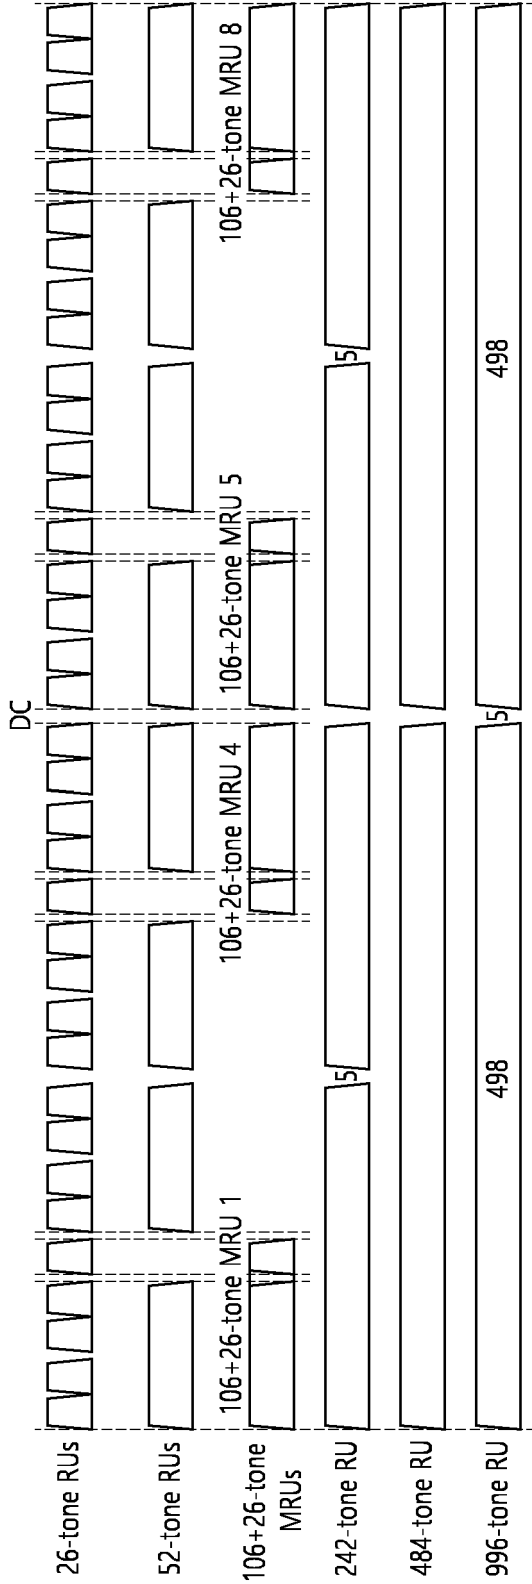 DC
26-tone RUs
52-tone RUs
106+26-tone MRU 1
106+26-tone MRU 4
106+26-tone MRU 5
106+26-tone MRU 8
106+26-tone
MRUs
5
5
242-tone RU
484-tone RU
498
5
498
996-tone RU